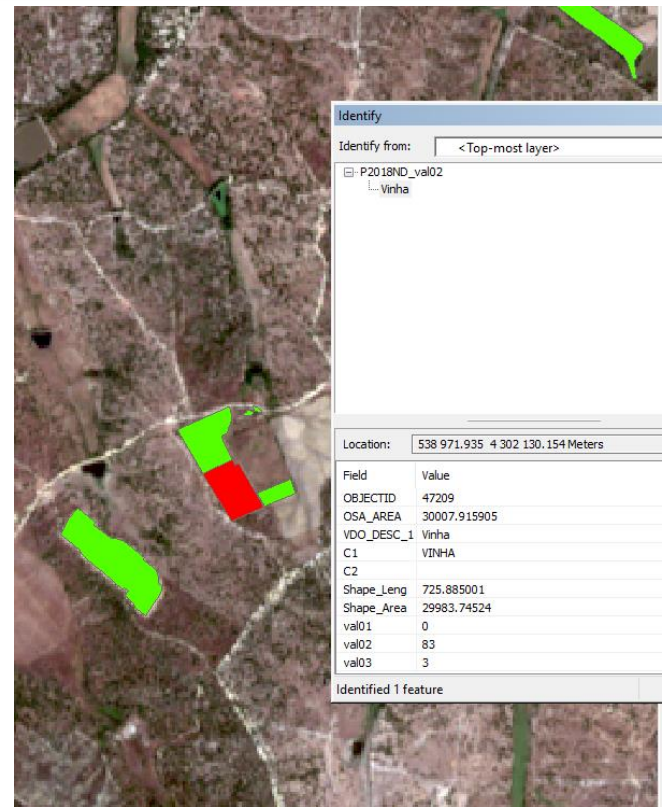 Identify
Identify from: <Top-most layer>
P2018ND_val02
Vinha
Location: 538 971.935 4 302 130.154 Meters
Field Value
OBJECTID 47209
OSA_AREA 30007.915905
VDO_DESC_1 Vinha
C1 VINHA
C2
Shape_Leng 725.885001
Shape_Area 29983.74524
val01 0
val02 83
val03 3
Identified 1 feature